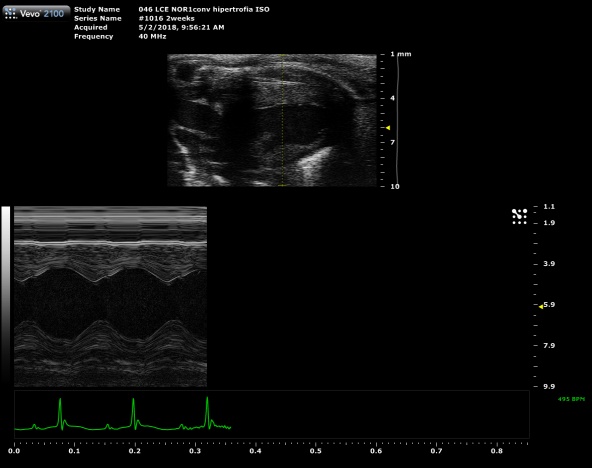 Vevo 2100
Study Name 046 LCE NOR1conv hipertrofia ISO
Series Name #1016 2weeks
Acquired 5/2/2018, 9:56:21 AM
Frequency 40 MHz
1 mm
4
7
10
1.1
1.9
3.9
5.9
7.9
9.9
495 BPM
0.0 0.1 0.2 0.3 0.4 0.5 0.6 0.7 0.8